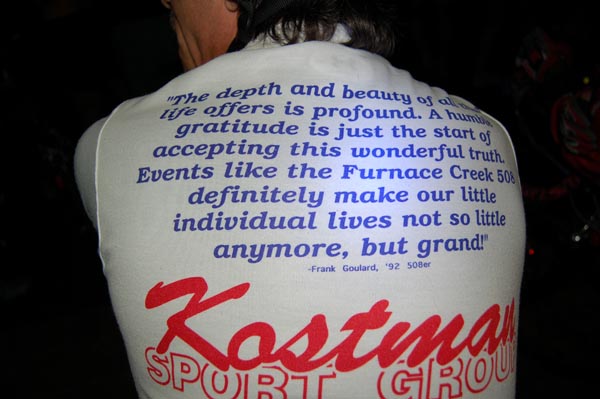 "The depth and beauty of all
life offers is profound. A humble
gratitude is just the start of
accepting this wonderful truth.
Events like the Furnace Creek 508
definitely make our little
individual lives not so little
anymore, but grand!"
-Frank Goulard, '92 508er
Kostman
SPORT GROUP